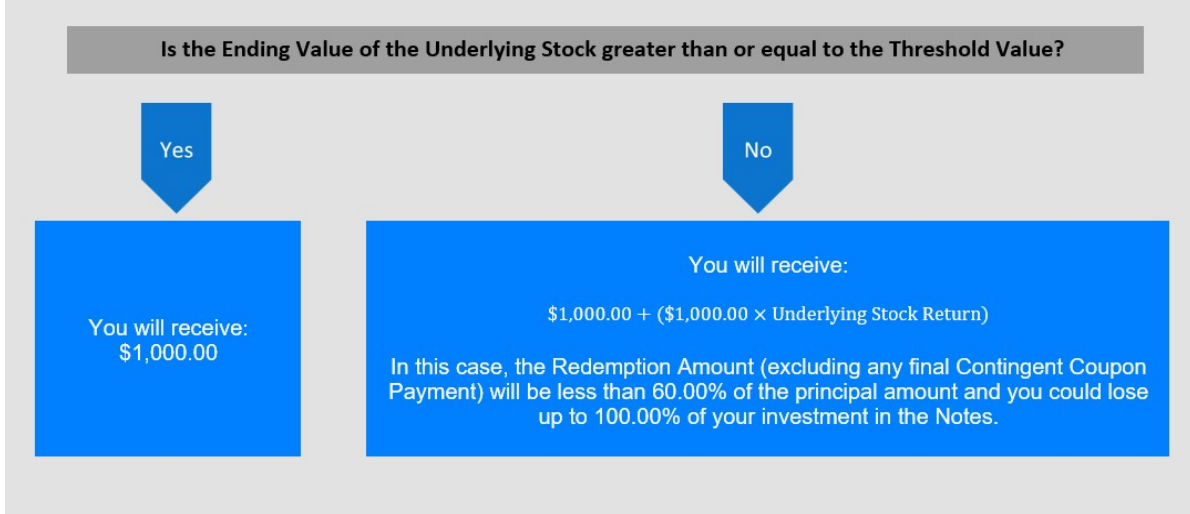 Is the Ending Value of the Underlying Stock greater than or equal to the Threshold Value?
Yes
No
You will receive:
$1,000.00
You will receive:
$1,000.00 + ($1,000.00 × Underlying Stock Return)
In this case, the Redemption Amount (excluding any final Contingent Coupon
Payment) will be less than 60.00% of the principal amount and you could lose
up to 100.00% of your investment in the Notes.